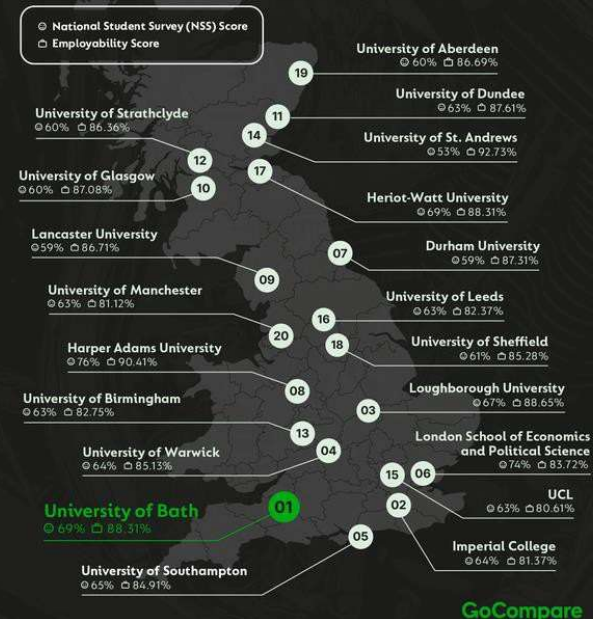 National Student Survey (NSS) Score
Employability Score
University of Aberdeen
60% 86.69%
19
University of Dundee
63% 87.61%
11
University of Strathclyde
60% 86.36%
14
University of St. Andrews
53% 92.73%
12
17
University of Glasgow
60% 87.08%
10
Heriot-Watt University
69% 88.31%
Lancaster University
59% 86.71%
Durham University
59% 87.31%
07
09
University of Manchester
63% 81.12%
University of Leeds
63% 82.37%
16
20
18
University of Sheffield
61% 85.28%
Harper Adams University
76% 90.41%
08
Loughborough University
67% 88.65%
03
University of Birmingham
63% 82.75%
13
London School of Economics
and Political Science
74% 83.72%
University of Warwick
64% 85.13%
04
15
06
UCL
63% 80.61%
University of Bath
69% 88.31%
01
02
05
Imperial College
64% 81.37%
University of Southampton
65% 84.91%
GoCompare